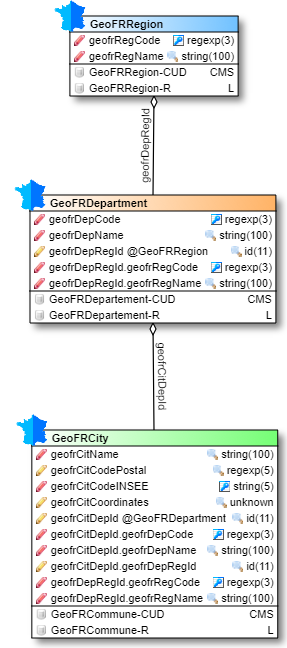 GeoFRRegion
geofrRegCode regexp(3)
geofrRegName string(100)
GeoFRRegion-CUD CMS
GeoFRRegion-R L
geofrDepRegId
GeoFRDepartment
geofrDepCode regexp(3)
geofrDepName string(100)
geofrDepRegId @GeoFRRegion id(11)
geofrDepRegId.geofrRegCode regexp(3)
geofrDepRegId.geofrRegName string(100)
GeoFRDepartement-CUD CMS
GeoFRDepartement-R L
geofrCitDepId
GeoFRCity
geofrCitName string(100)
geofrCitCodePostal regexp(5)
geofrCitCodeINSEE string(5)
geofrCitCoordinates unknown
geofrCitDepId @GeoFRDepartment id(11)
geofrCitDepId.geofrDepCode regexp(3)
geofrCitDepId.geofrDepName string(100)
geofrCitDepId.geofrDepRegId id(11)
geofrDepRegId.geofrRegCode regexp(3)
geofrDepRegId.geofrRegName string(100)
GeoFRCommune-CUD CMS
GeoFRCommune-R L